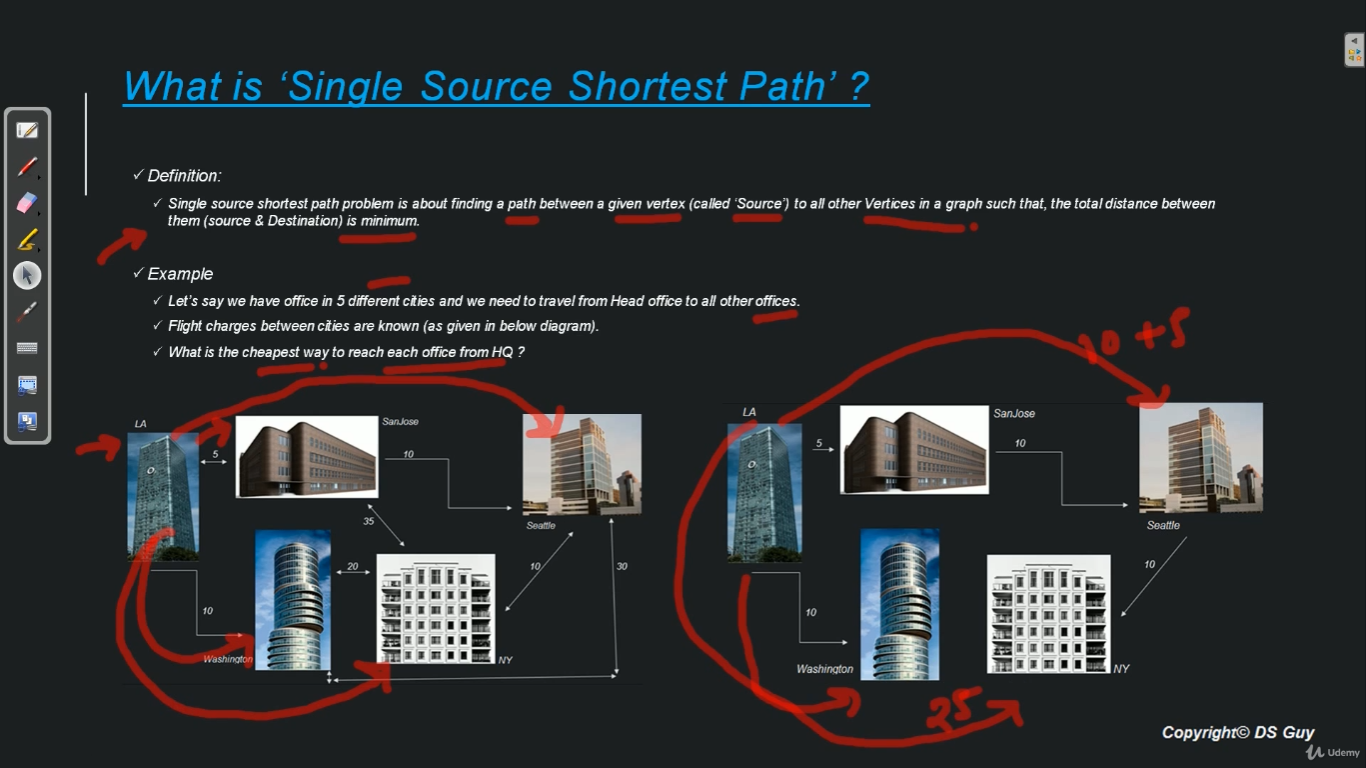 What is ‘Single Source Shortest Path’ ?
✓ Definition:
✓ Single source shortest path problem is about finding a path between a given vertex (called ‘Source’) to all other Vertices in a graph such that, the total distance between
them (source & Destination) is minimum.
✓ Example
✓ Let’s say we have office in 5 different cities and we need to travel from Head office to all other offices.
✓ Flight charges between cities are known (as given in below diagram).
✓ What is the cheapest way to reach each office from HQ ?
10 + 5
LA
SanJose
5
10
35
Seattle
20
10
30
10
Washington
NY
LA
SanJose
5
10
Seattle
10
10
Washington
NY
25
Copyright© DS Guy
Udemy